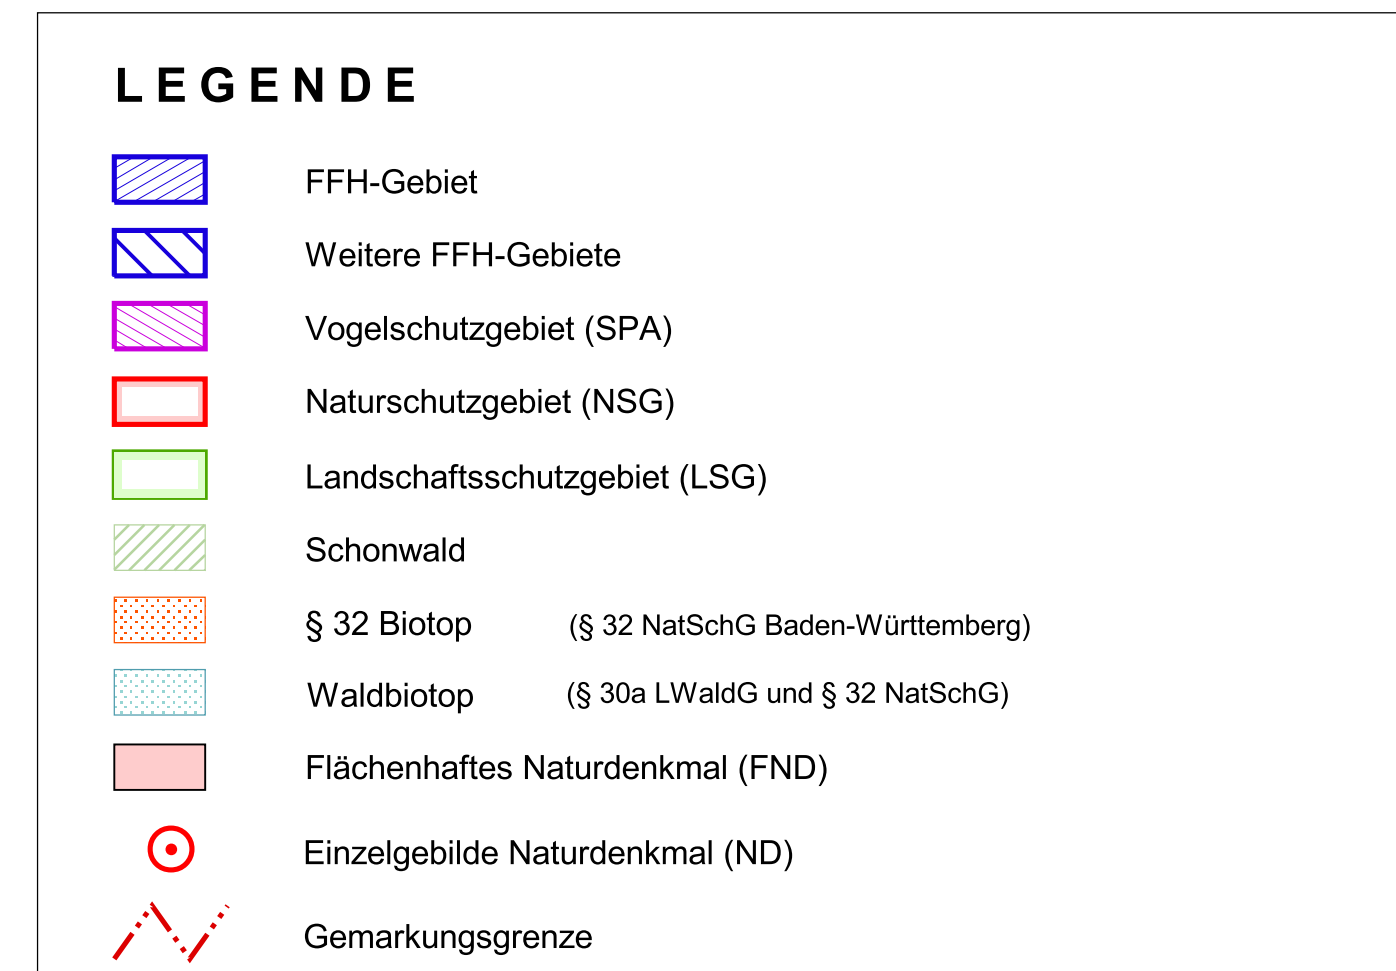 LEGENDE
FFH-Gebiet
Weitere FFH-Gebiete
Vogelschutzgebiet (SPA)
Naturschutzgebiet (NSG)
Landschaftsschutzgebiet (LSG)
Schonwald
§ 32 Biotop (§ 32 NatSchG Baden-Württemberg)
Waldbiotop (§ 30a LWaldG und § 32 NatSchG)
Flächenhaftes Naturdenkmal (FND)
Einzelgebilde Naturdenkmal (ND)
Gemarkungsgrenze